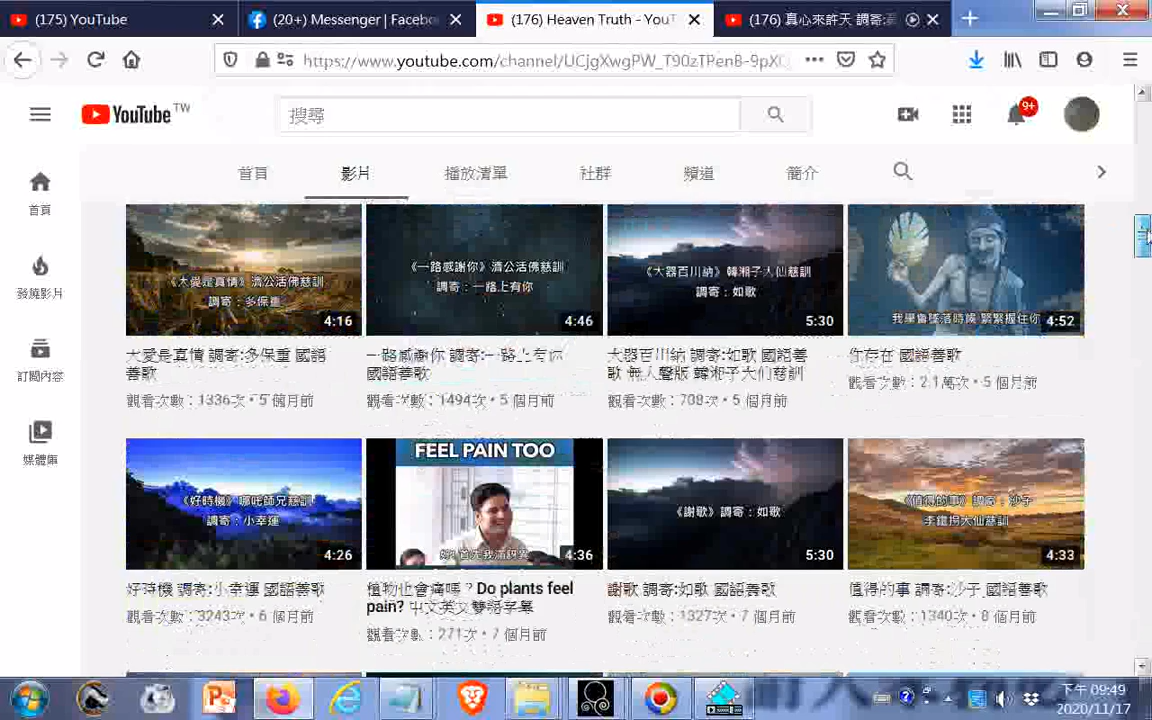 (175) YouTube
(20+) Messenger | Facebo
(176) Heaven Truth - YouT
(176) 真心來許天 調寄:
https://www.youtube.com/channel/UCjgXwgPW_T90zTPenB-9pXC
YouTube TW
搜尋
9+
首頁
影片
播放清單
社群
頻道
簡介
首頁
發燒影片
訂閱內容
媒體庫
《大愛是真情》濟公活佛慈訓
調寄：多保重
4:16
《一路感謝你》濟公活佛慈訓
調寄：一路上有你
4:46
《大器百川納》韓湘子大仙慈訓
調寄：如歌
5:30
我學會墜落時候 緊緊握住你
4:52
大愛是真情 調寄:多保重 國語
善歌
觀看次數：1336次・5 個月前
一路感謝你 調寄:一路上有你
國語善歌
觀看次數：1494次・5 個月前
大器百川納 調寄:如歌 國語善
歌 無人聲版 韓湘子大仙慈訓
觀看次數：708次・5 個月前
你存在 國語善歌
觀看次數：2.1萬次・5 個月前
《好時機》哪吒師兄慈訓
調寄：小幸運
4:26
FEEL PAIN TOO
4:36
《謝歌》調寄：如歌
5:30
《值得的事》調寄：沙子
李鐵拐大仙慈訓
4:33
好時機 調寄:小幸運 國語善歌
觀看次數：3243次・6 個月前
植物也會痛嗎？Do plants feel
pain? 中文英文雙語字幕
觀看次數：271次・7 個月前
謝歌 調寄:如歌 國語善歌
觀看次數：1327次・7 個月前
值得的事 調寄:沙子 國語善歌
觀看次數：1340次・8 個月前
下午 09:49
2020/11/17